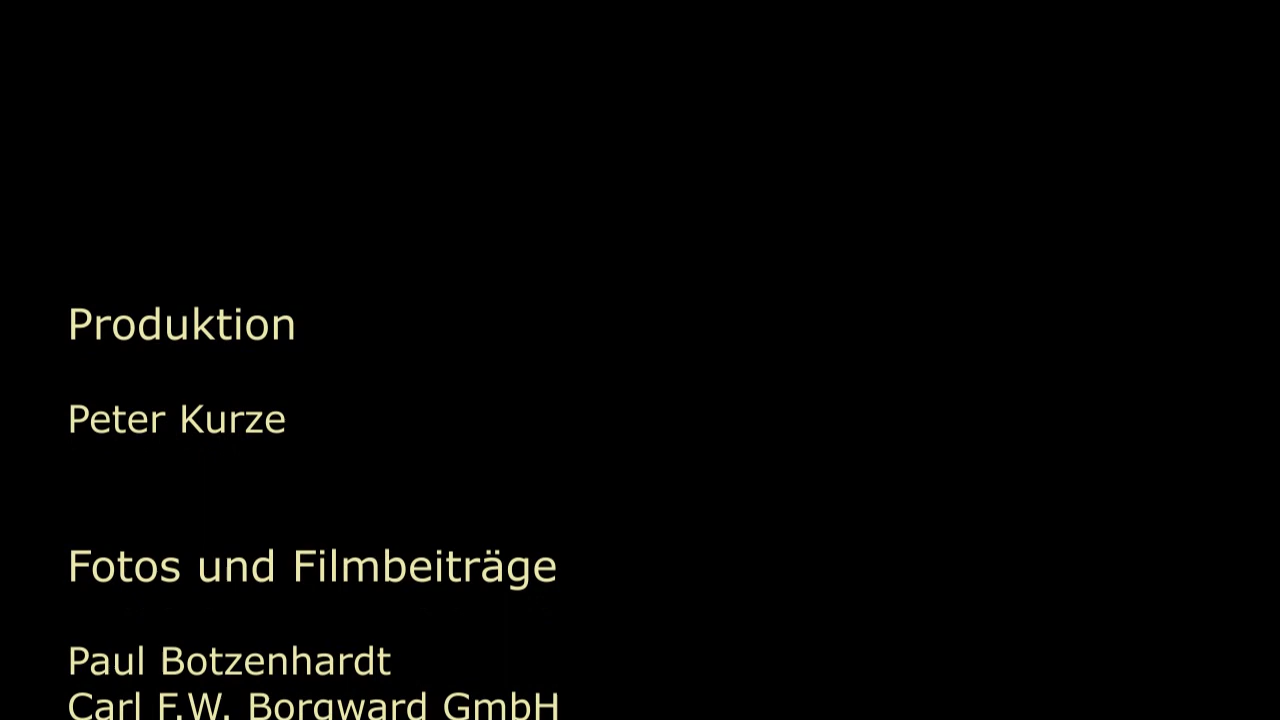 Produktion
Peter Kurze
Fotos und Filmbeiträge
Paul Botzenhardt
Carl F.W. Borgward GmbH